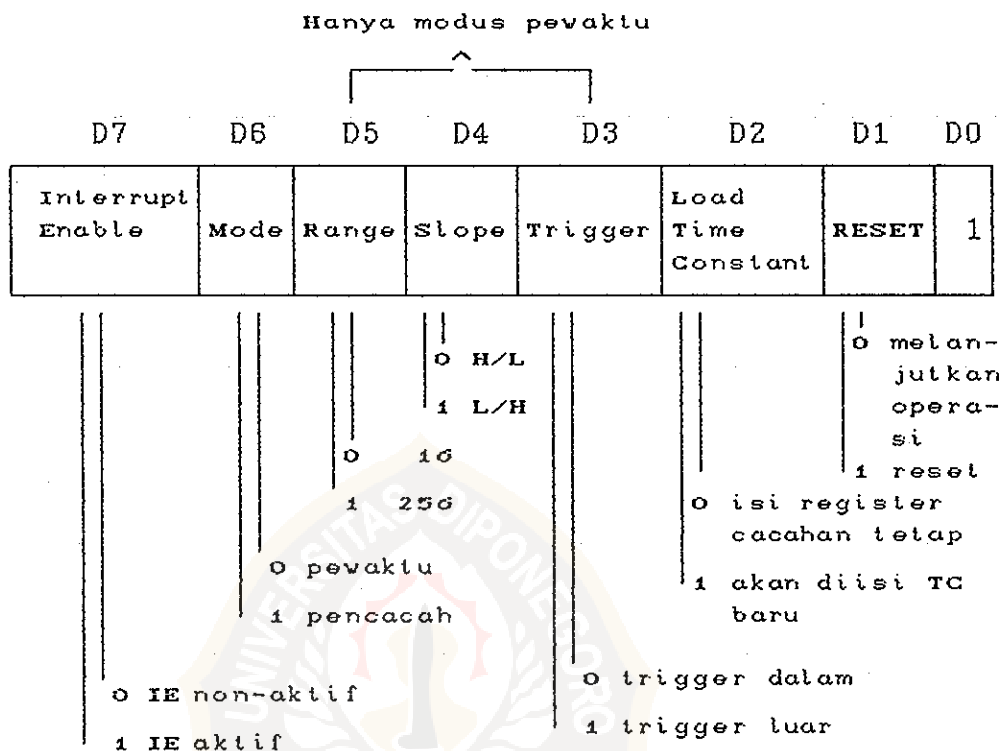 Hanya modus pewaktu
D7 D6 D5 D4 D3 D2 D1 D0
Interrupt Enable
Mode
Range
Slope
Trigger
Load Time Constant
RESET
1
0 H/L
1 L/H
0 16
1 256
0 pewaktu
1 pencacah
0 IE non-aktif
1 IE aktif
0 melan-
jutkan
opera-
si
1 reset
0 isi register
cacahan tetap
1 akan diisi TC
baru
0 trigger dalam
1 trigger luar
UNIVERSITAS DIPONEGORO